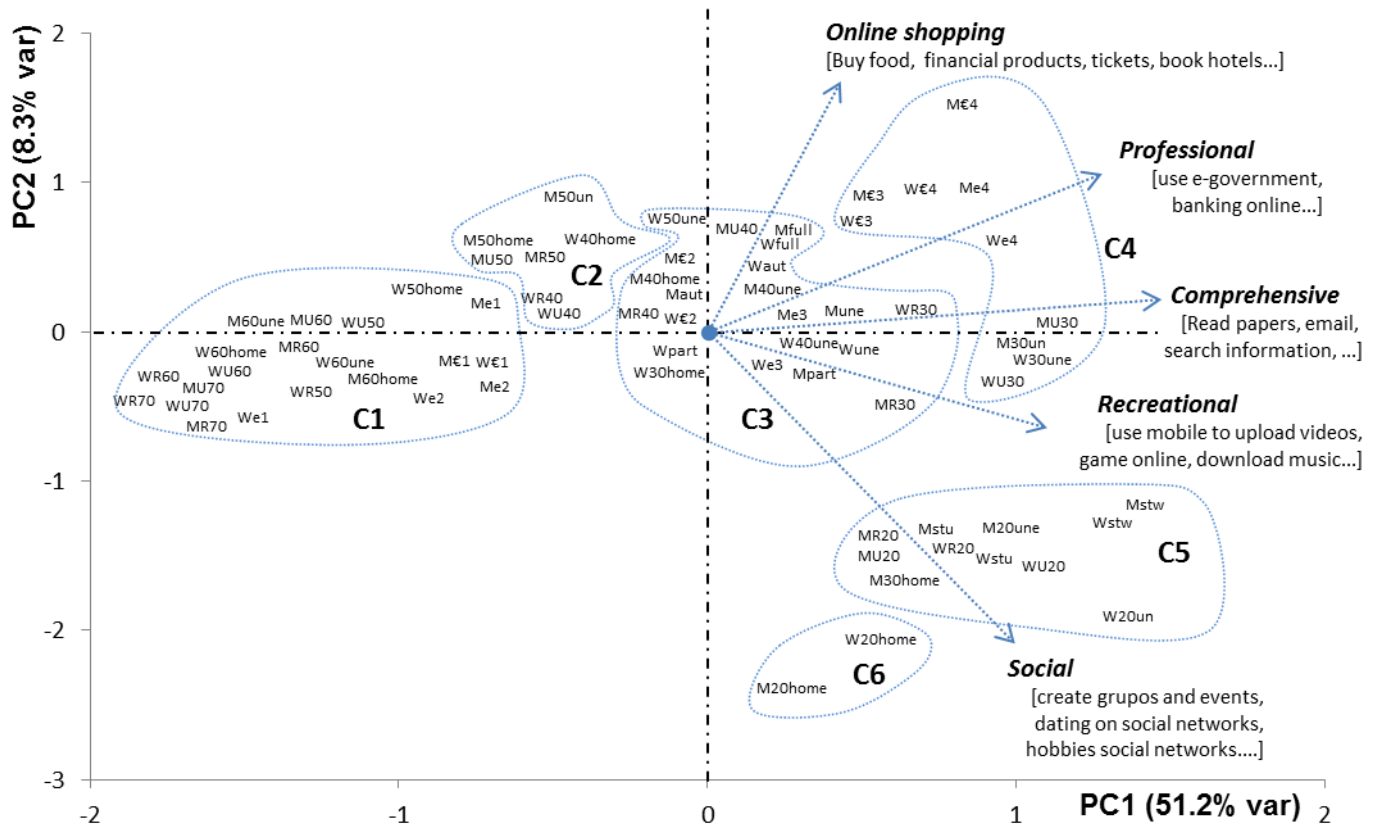 PC2 (8.3% var)
2
1
0
-1
-2
-3
-2
-1
0
1
2
PC1 (51.2% var)
Online shopping
[Buy food, financial products, tickets, book hotels...]
Professional
[use e-government,
banking online...]
Comprehensive
[Read papers, email,
search information, ...]
Recreational
[use mobile to upload videos,
game online, download music...]
Social
[create grupos and events,
dating on social networks,
hobbies social networks....]
M€4
M€3
W€4
Me4
W€3
We4
C4
MU30
M30un
W30une
WU30
M50un
M50home
W40home
MU50
MR50
C2
WR40
WU40
W50une
MU40
Mfull
Wfull
M€2
Waut
M40home
Maut
M40une
MR40
W€2
Me3
Mune
WR30
W40une
Wune
Wpart
W30home
We3
Mpart
MR30
C3
W50home
Me1
M60une
MU60
WU50
W60home
MR60
W60une
M€1
W€1
WR60
WU60
M60home
Me2
MU70
WR50
We2
WR70
WU70
We1
MR70
C1
Mstw
Wstw
MR20
Mstu
M20une
MU20
WR20
Wstu
WU20
M30home
C5
W20un
W20home
C6
M20home